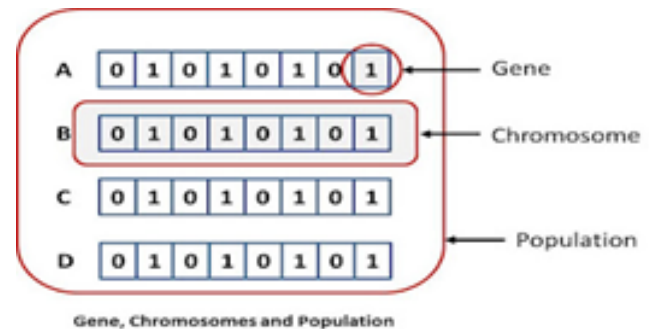 A 0 1 0 1 0 1 0 1 Gene
B 0 1 0 1 0 1 0 1 Chromosome
C 0 1 0 1 0 1 0 1
Population
D 0 1 0 1 0 1 0 1
Gene, Chromosomes and Population